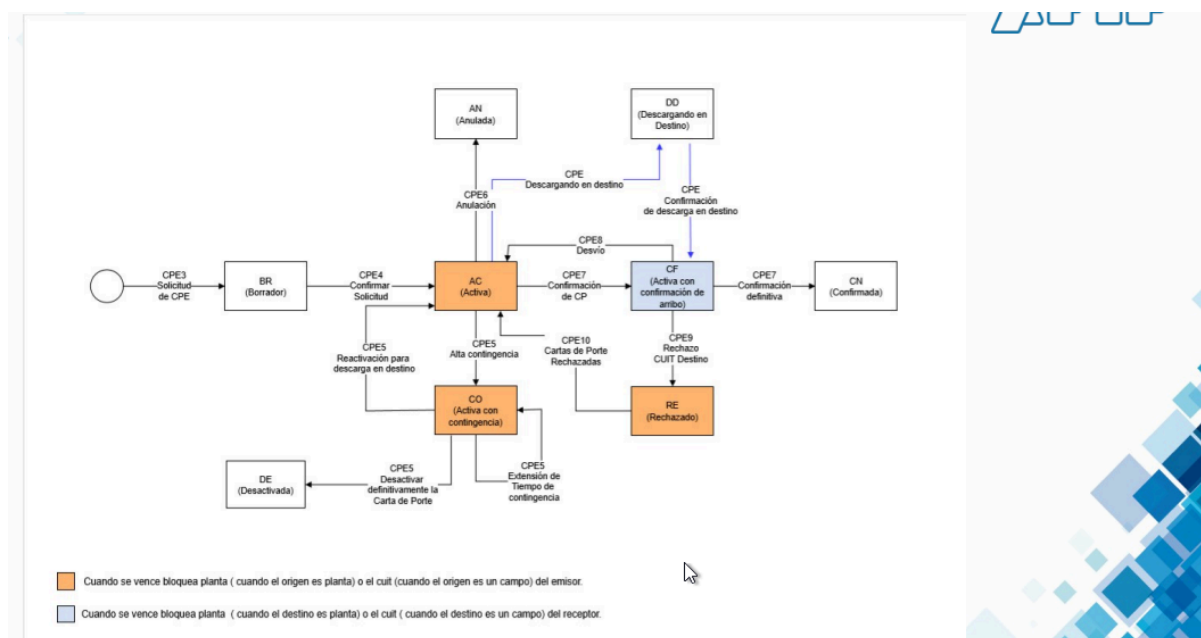 AN
(Anulada)
DD
(Descargando en
Destino)
CPE
Descargando en destino
CPE
Confirmación
de descarga en destino
CPE6
Anulación
CPE8
Desvío
CPE3
Solicitud
de CPE
BR
(Borrador)
CPE4
Confirmar
Solicitud
AC
(Activa)
CPE7
Confirmación
de CP
CF
(Activa con
confirmación de
arribo)
CPE7
Confirmación
definitiva
CN
(Confirmada)
CPE5
Reactivación para
descarga en destino
CPE5
Alta contingencia
CPE10
Cartas de Porte
Rechazadas
CPE9
Rechazo
CUIT Destino
CO
(Activa con
contingencia)
RE
(Rechazado)
DE
(Desactivada)
CPE5
Desactivar
definitivamente la
Carta de Porte
CPE5
Extensión de
Tiempo de
contingencia
Cuando se vence bloquea planta ( cuando el origen es planta) o el cuit (cuando el origen es un campo) del emisor.
Cuando se vence bloquea planta ( cuando el destino es planta) o el cuit ( cuando el destino es un campo) del receptor.